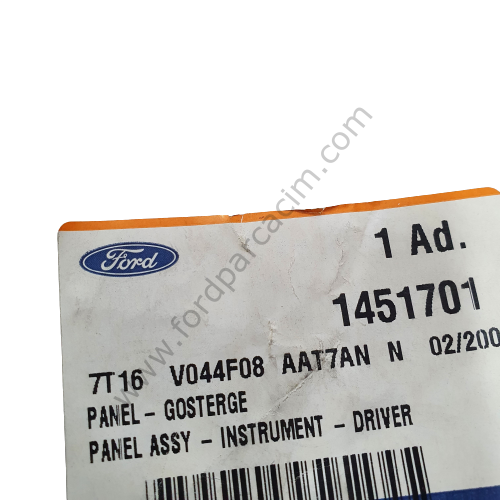 1 Ad.
Ford
1451701
7T16 V044F08 AAT7AN N 02/200
PANEL - GOSTERGE
PANEL ASSY - INSTRUMENT - DRIVER
www.fordparcacim.com